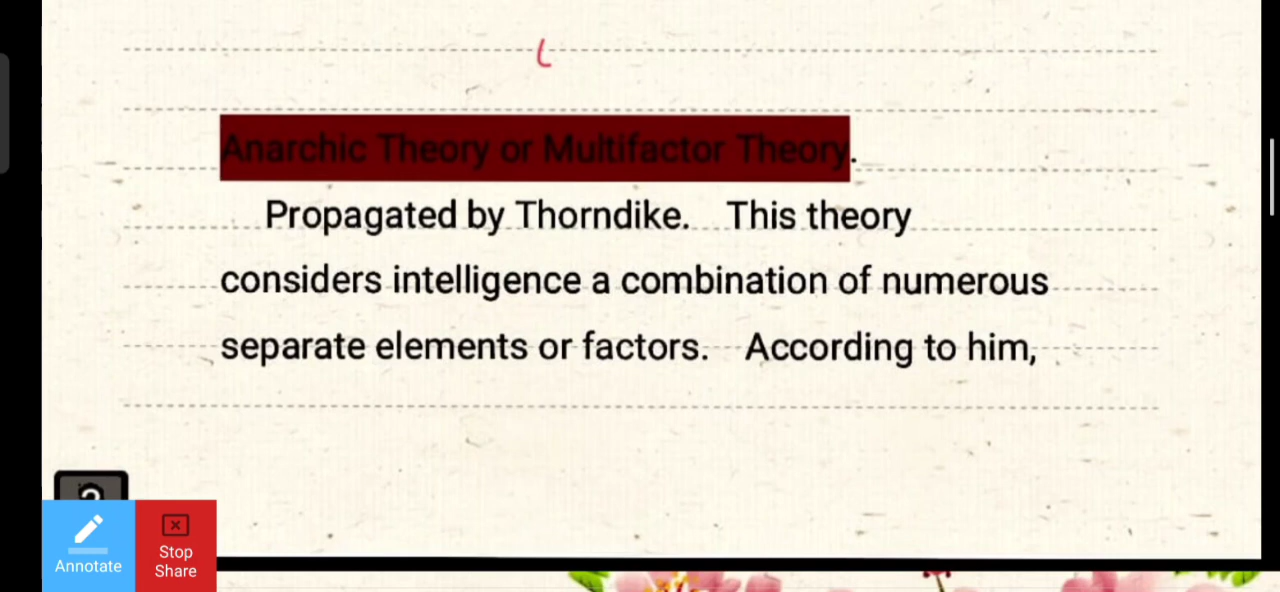 Anarchic Theory or Multifactor Theory.
Propagated by Thorndike. This theory
considers intelligence a combination of numerous
separate elements or factors. According to him,
Annotate
Stop
Share